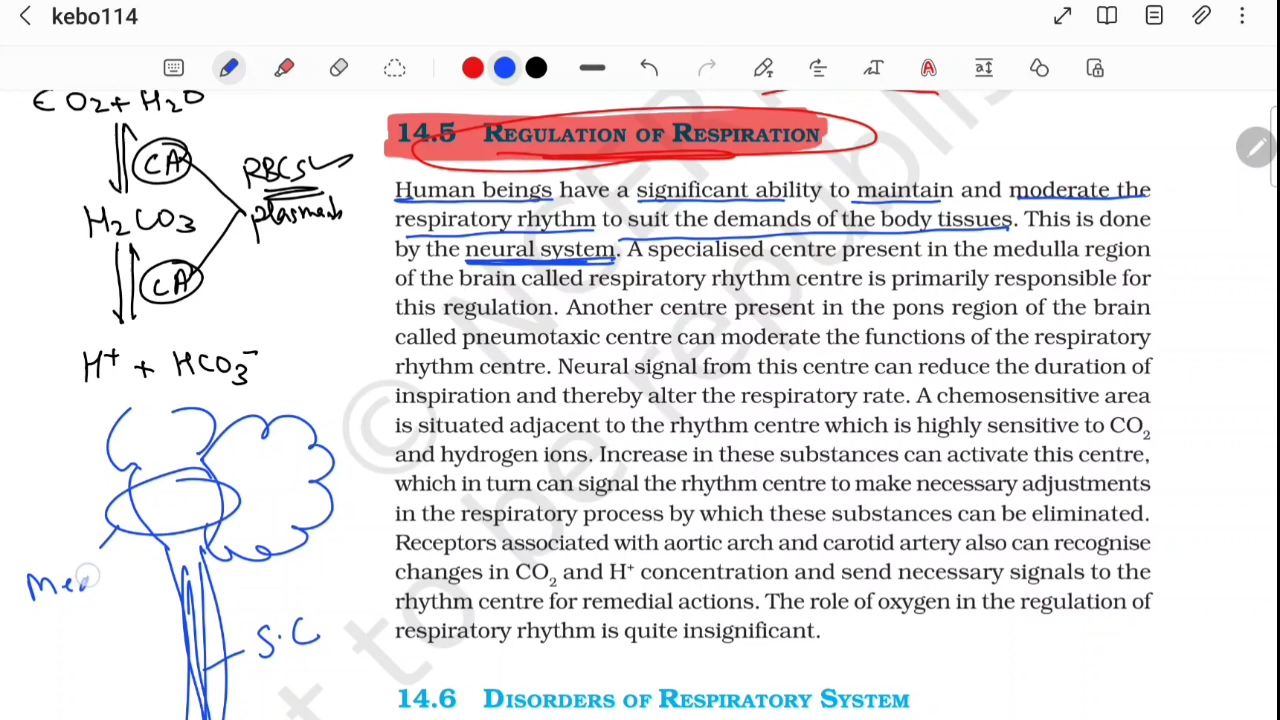 kebo114
CO2+H2O
CA
RBCs
plasma
H2CO3
CA
H+ + HCO3-
Med
S.C
14.5 REGULATION OF RESPIRATION
Human beings have a significant ability to maintain and moderate the
respiratory rhythm to suit the demands of the body tissues. This is done
by the neural system. A specialised centre present in the medulla region
of the brain called respiratory rhythm centre is primarily responsible for
this regulation. Another centre present in the pons region of the brain
called pneumotaxic centre can moderate the functions of the respiratory
rhythm centre. Neural signal from this centre can reduce the duration of
inspiration and thereby alter the respiratory rate. A chemosensitive area
is situated adjacent to the rhythm centre which is highly sensitive to CO2
and hydrogen ions. Increase in these substances can activate this centre,
which in turn can signal the rhythm centre to make necessary adjustments
in the respiratory process by which these substances can be eliminated.
Receptors associated with aortic arch and carotid artery also can recognise
changes in CO2 and H+ concentration and send necessary signals to the
rhythm centre for remedial actions. The role of oxygen in the regulation of
respiratory rhythm is quite insignificant.
14.6 DISORDERS OF RESPIRATORY SYSTEM